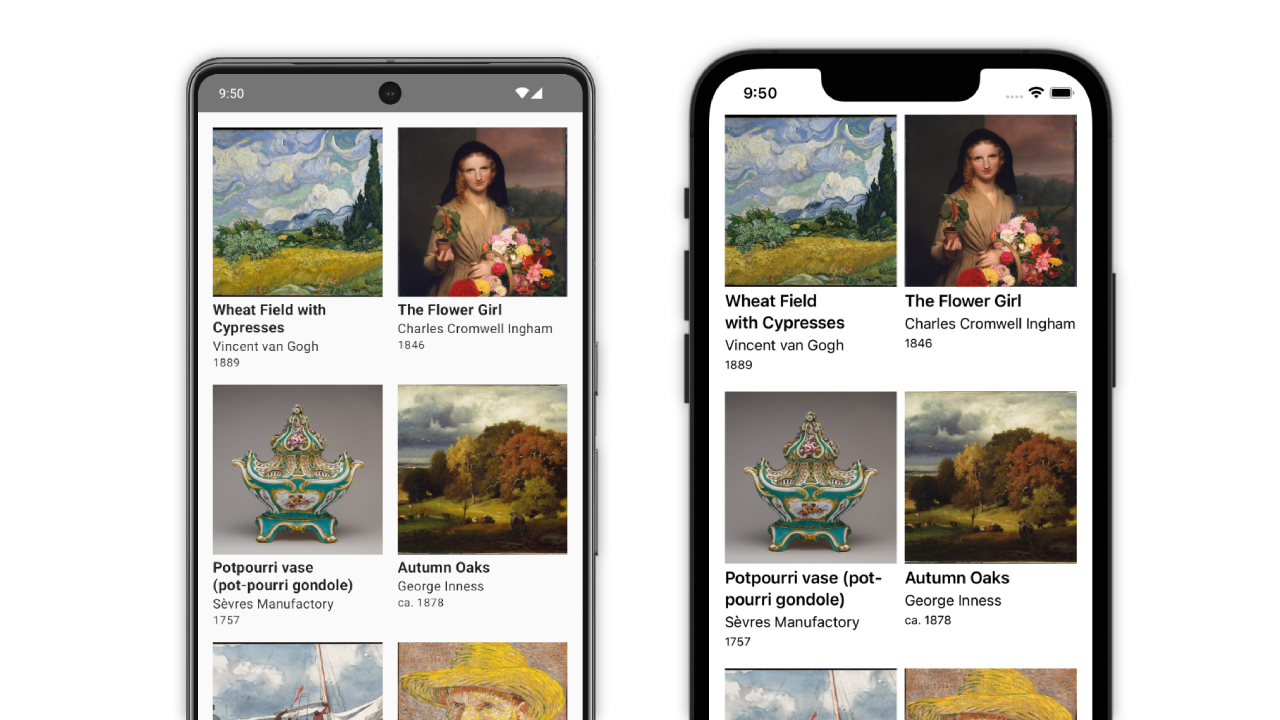 9:50
Wheat Field with
Cypresses
Vincent van Gogh
1889
The Flower Girl
Charles Cromwell Ingham
1846
Potpourri vase
(pot-pourri gondole)
Sèvres Manufactory
1757
Autumn Oaks
George Inness
ca. 1878
9:50
Wheat Field
with Cypresses
Vincent van Gogh
1889
The Flower Girl
Charles Cromwell Ingham
1846
Potpourri vase (pot-
pourri gondole)
Sèvres Manufactory
1757
Autumn Oaks
George Inness
ca. 1878